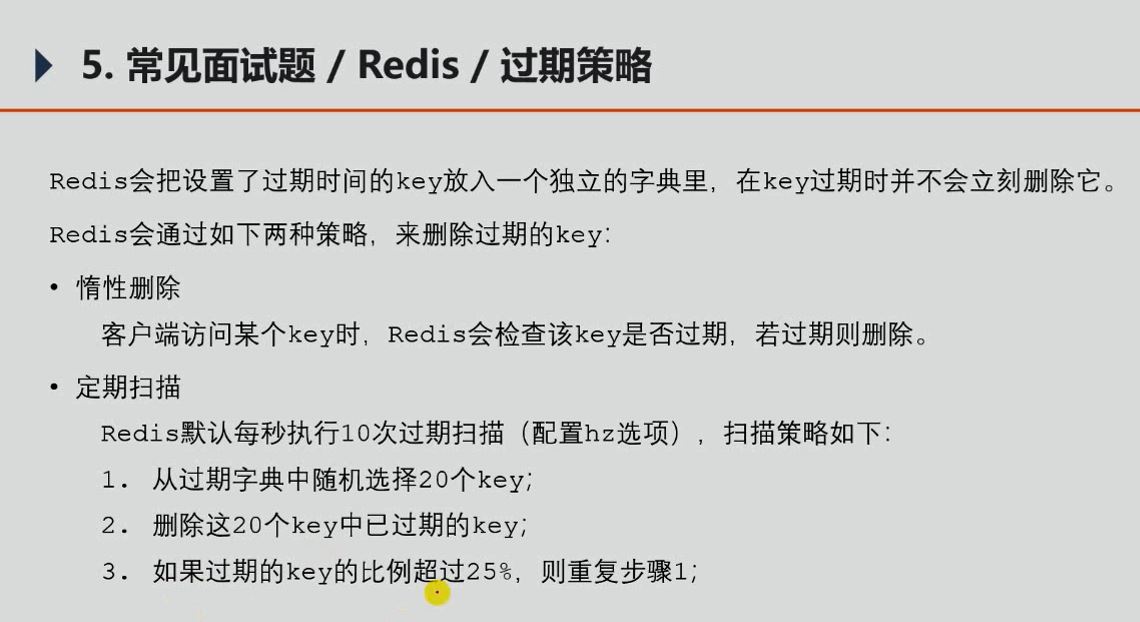 5. 常见面试题 / Redis / 过期策略
Redis会把设置了过期时间的key放入一个独立的字典里，在key过期时并不会立刻删除它。
Redis会通过如下两种策略，来删除过期的key：
• 惰性删除
客户端访问某个key时，Redis会检查该key是否过期，若过期则删除。
• 定期扫描
Redis默认每秒执行10次过期扫描（配置hz选项），扫描策略如下：
1. 从过期字典中随机选择20个key；
2. 删除这20个key中已过期的key；
3. 如果过期的key的比例超过25%，则重复步骤1；